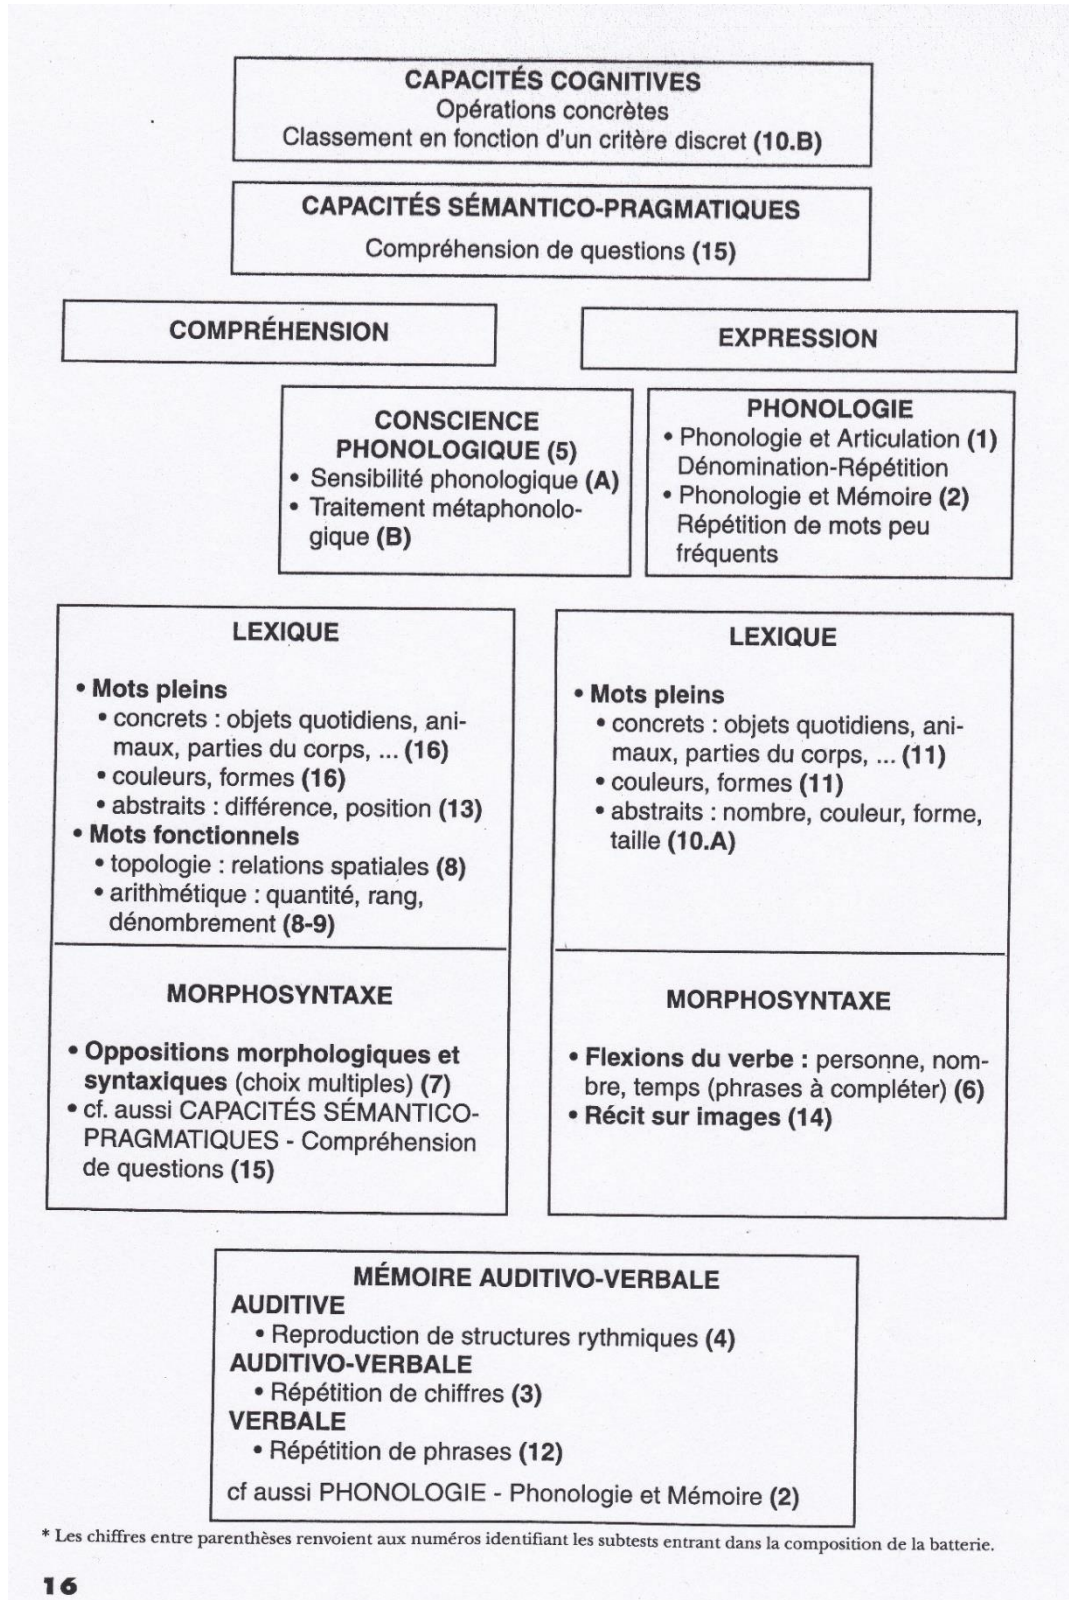 CAPACITÉS COGNITIVES
Opérations concrètes
Classement en fonction d'un critère discret (10.B)
CAPACITÉS SÉMANTICO-PRAGMATIQUES
Compréhension de questions (15)
COMPRÉHENSION
EXPRESSION
CONSCIENCE
PHONOLOGIQUE (5)
• Sensibilité phonologique (A)
• Traitement métaphonolo-
gique (B)
PHONOLOGIE
• Phonologie et Articulation (1)
Dénomination-Répétition
• Phonologie et Mémoire (2)
Répétition de mots peu
fréquents
LEXIQUE
• Mots pleins
• concrets : objets quotidiens, ani-
maux, parties du corps, ... (16)
• couleurs, formes (16)
• abstraits : différence, position (13)
• Mots fonctionnels
• topologie : relations spatiales (8)
• arithmétique : quantité, rang,
dénombrement (8-9)
MORPHOSYNTAXE
• Oppositions morphologiques et
syntaxiques (choix multiples) (7)
• cf. aussi CAPACITÉS SÉMANTICO-
PRAGMATIQUES - Compréhension
de questions (15)
LEXIQUE
• Mots pleins
• concrets : objets quotidiens, ani-
maux, parties du corps, ... (11)
• couleurs, formes (11)
• abstraits : nombre, couleur, forme,
taille (10.A)
MORPHOSYNTAXE
• Flexions du verbe : personne, nom-
bre, temps (phrases à compléter) (6)
• Récit sur images (14)
MÉMOIRE AUDITIVO-VERBALE
AUDITIVE
• Reproduction de structures rythmiques (4)
AUDITIVO-VERBALE
• Répétition de chiffres (3)
VERBALE
• Répétition de phrases (12)
cf aussi PHONOLOGIE - Phonologie et Mémoire (2)
* Les chiffres entre parenthèses renvoient aux numéros identifiant les subtests entrant dans la composition de la batterie.
16